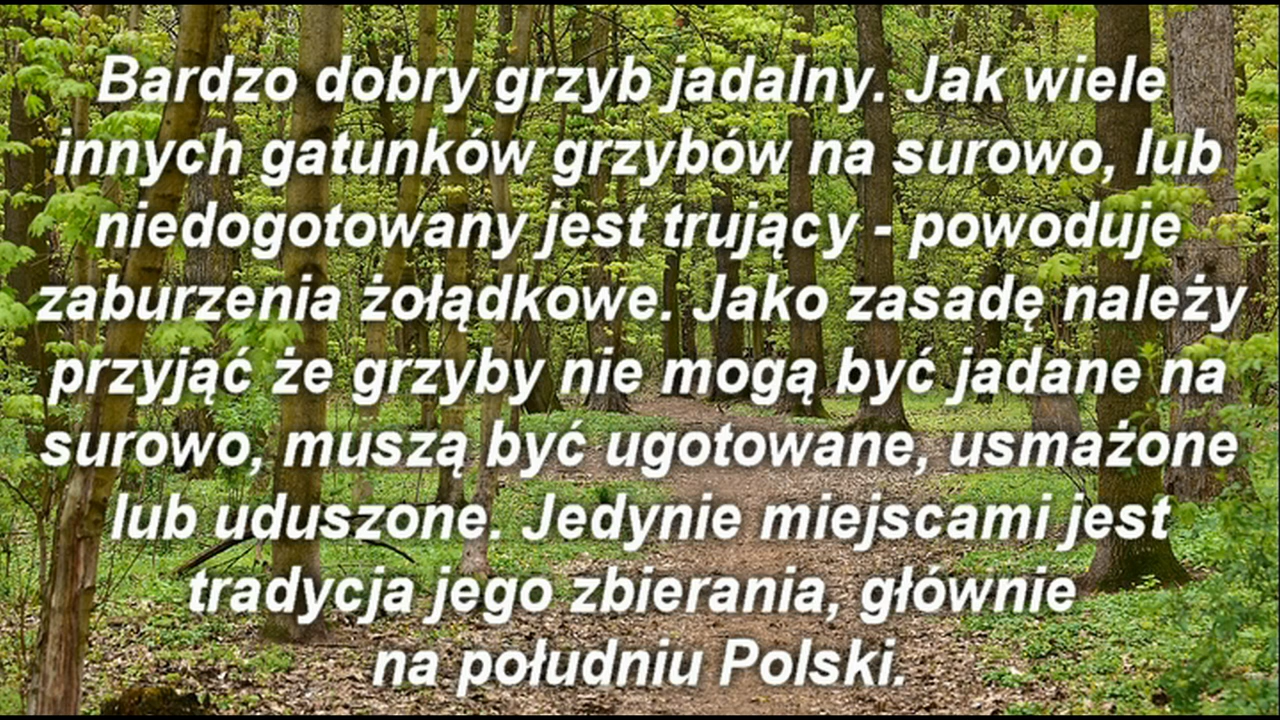 Bardzo dobry grzyb jadalny. Jak wiele
innych gatunków grzybów na surowo, lub
niedogotowany jest trujący - powoduje
zaburzenia żołądkowe. Jako zasadę należy
przyjąć że grzyby nie mogą być jadane na
surowo, muszą być ugotowane, usmażone
lub uduszone. Jedynie miejscami jest
tradycja jego zbierania, głównie
na południu Polski.